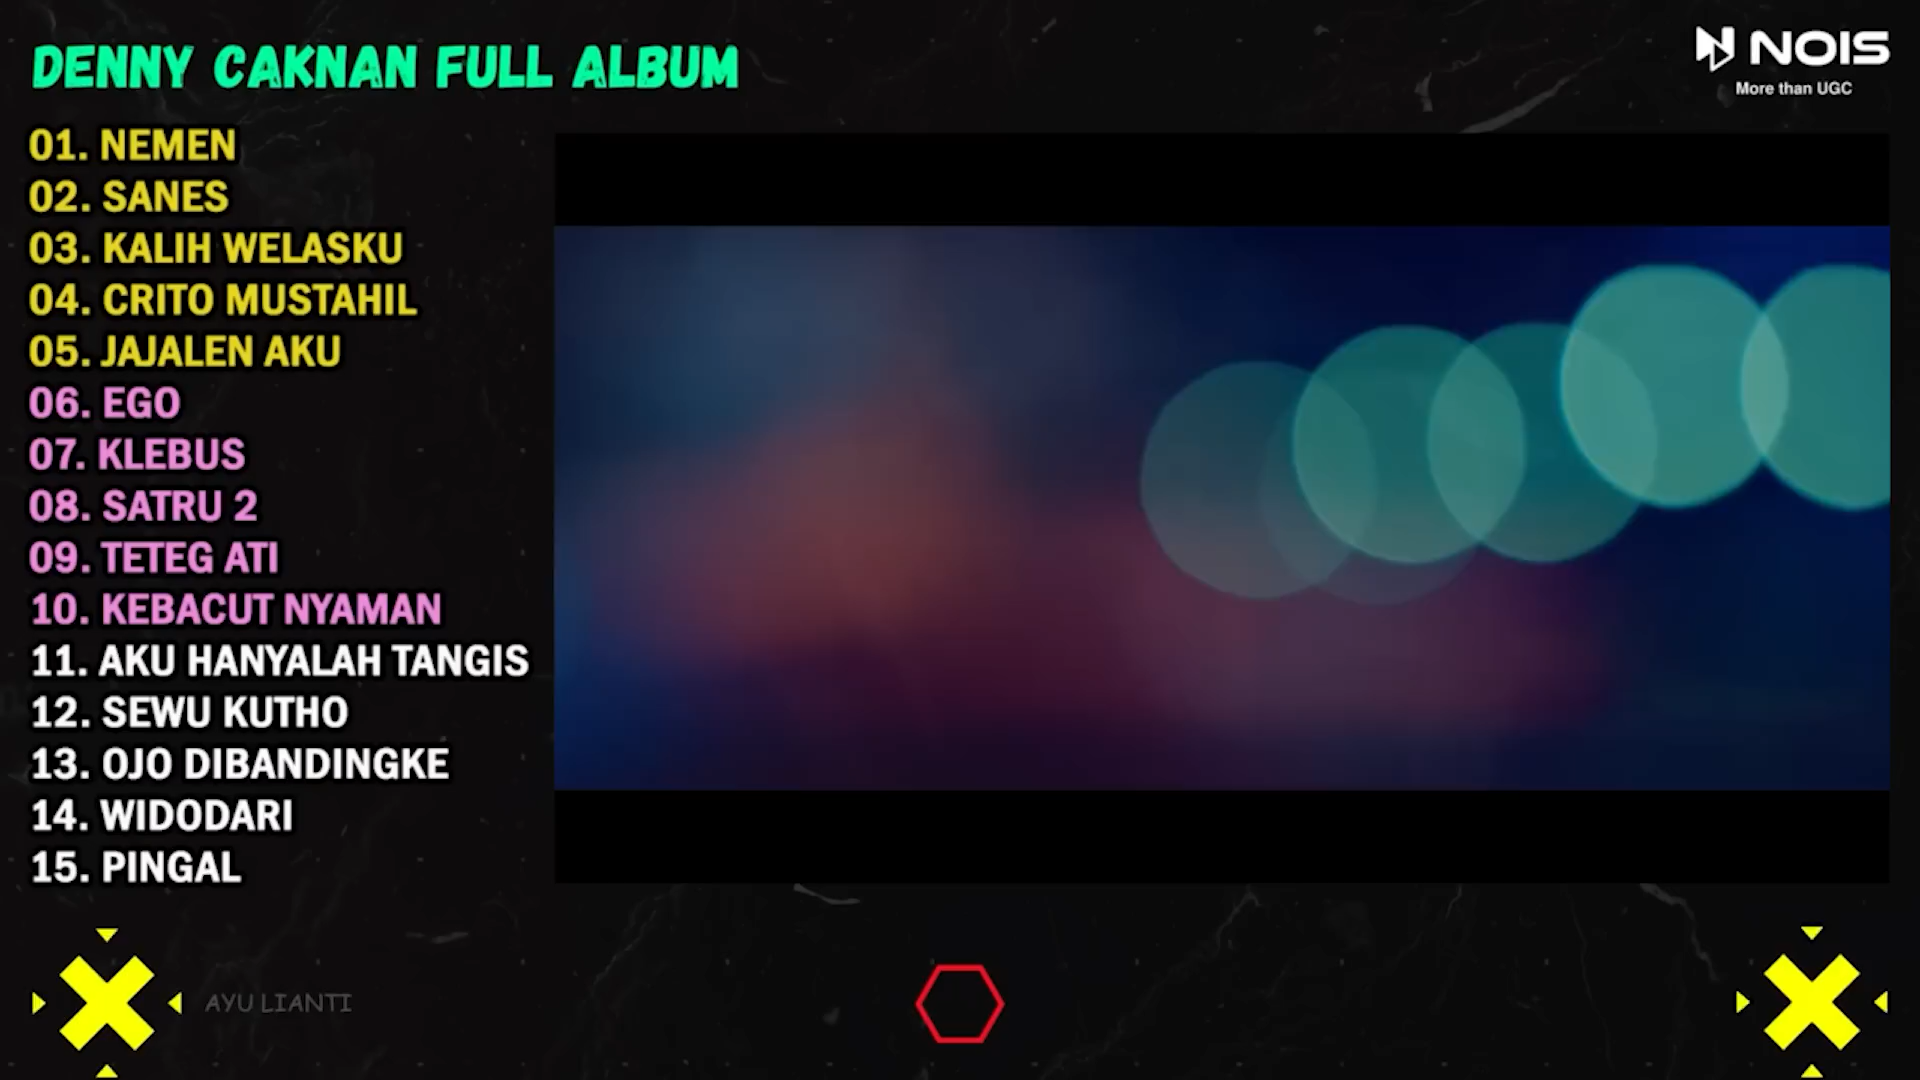 DENNY CAKNAN FULL ALBUM
NOIS
More than UGC
01. NEMEN
02. SANES
03. KALIH WELASKU
04. CRITO MUSTAHIL
05. JAJALEN AKU
06. EGO
07. KLEBUS
08. SATRU 2
09. TETEG ATI
10. KEBACUT NYAMAN
11. AKU HANYALAH TANGIS
12. SEWU KUTHO
13. OJO DIBANDINGKE
14. WIDODARI
15. PINGAL
AYU LIANTI